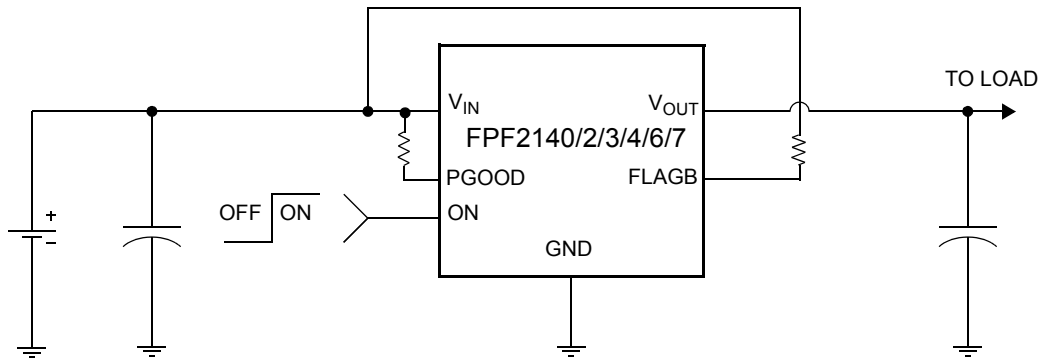 TO LOAD
VIN
VOUT
FPF2140/2/3/4/6/7
PGOOD
FLAGB
OFF
ON
ON
GND
+
-